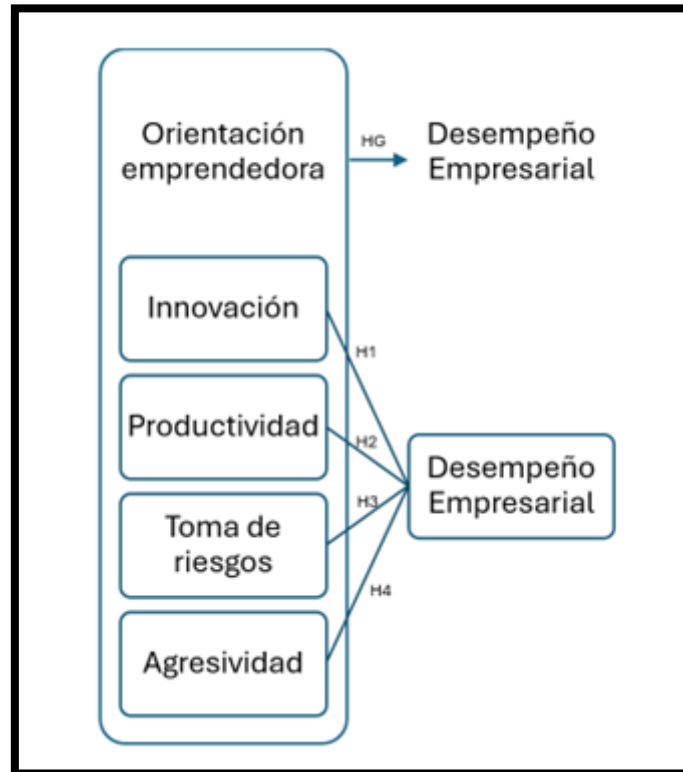 Orientación
emprendedora
HG
Desempeño
Empresarial
Innovación
H1
Productividad
H2
Desempeño
Empresarial
Toma de
riesgos
H3
H4
Agresividad